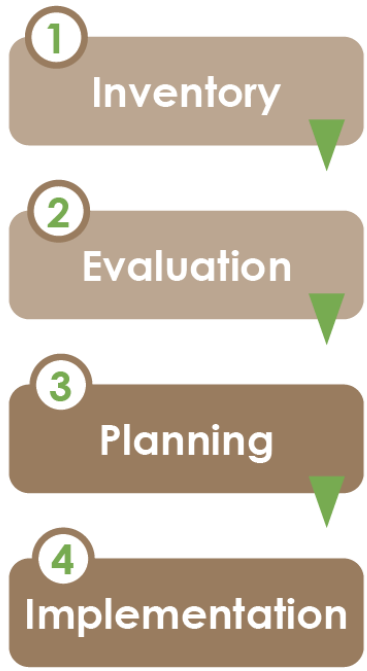 1
Inventory
2
Evaluation
3
Planning
4
Implementation